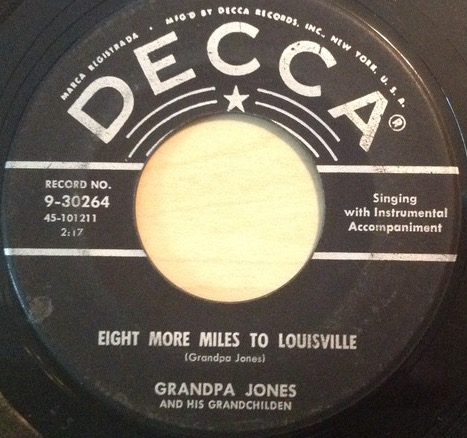 MARCA REGISTRADA • MFG'D BY DECCA RECORDS, INC., NEW YORK, U. S. A.
DECCA®
RECORD NO.
9-30264
45-101211
2:17
Singing
with Instrumental
Accompaniment
EIGHT MORE MILES TO LOUISVILLE
(Grandpa Jones)
GRANDPA JONES
AND HIS GRANDCHILDEN